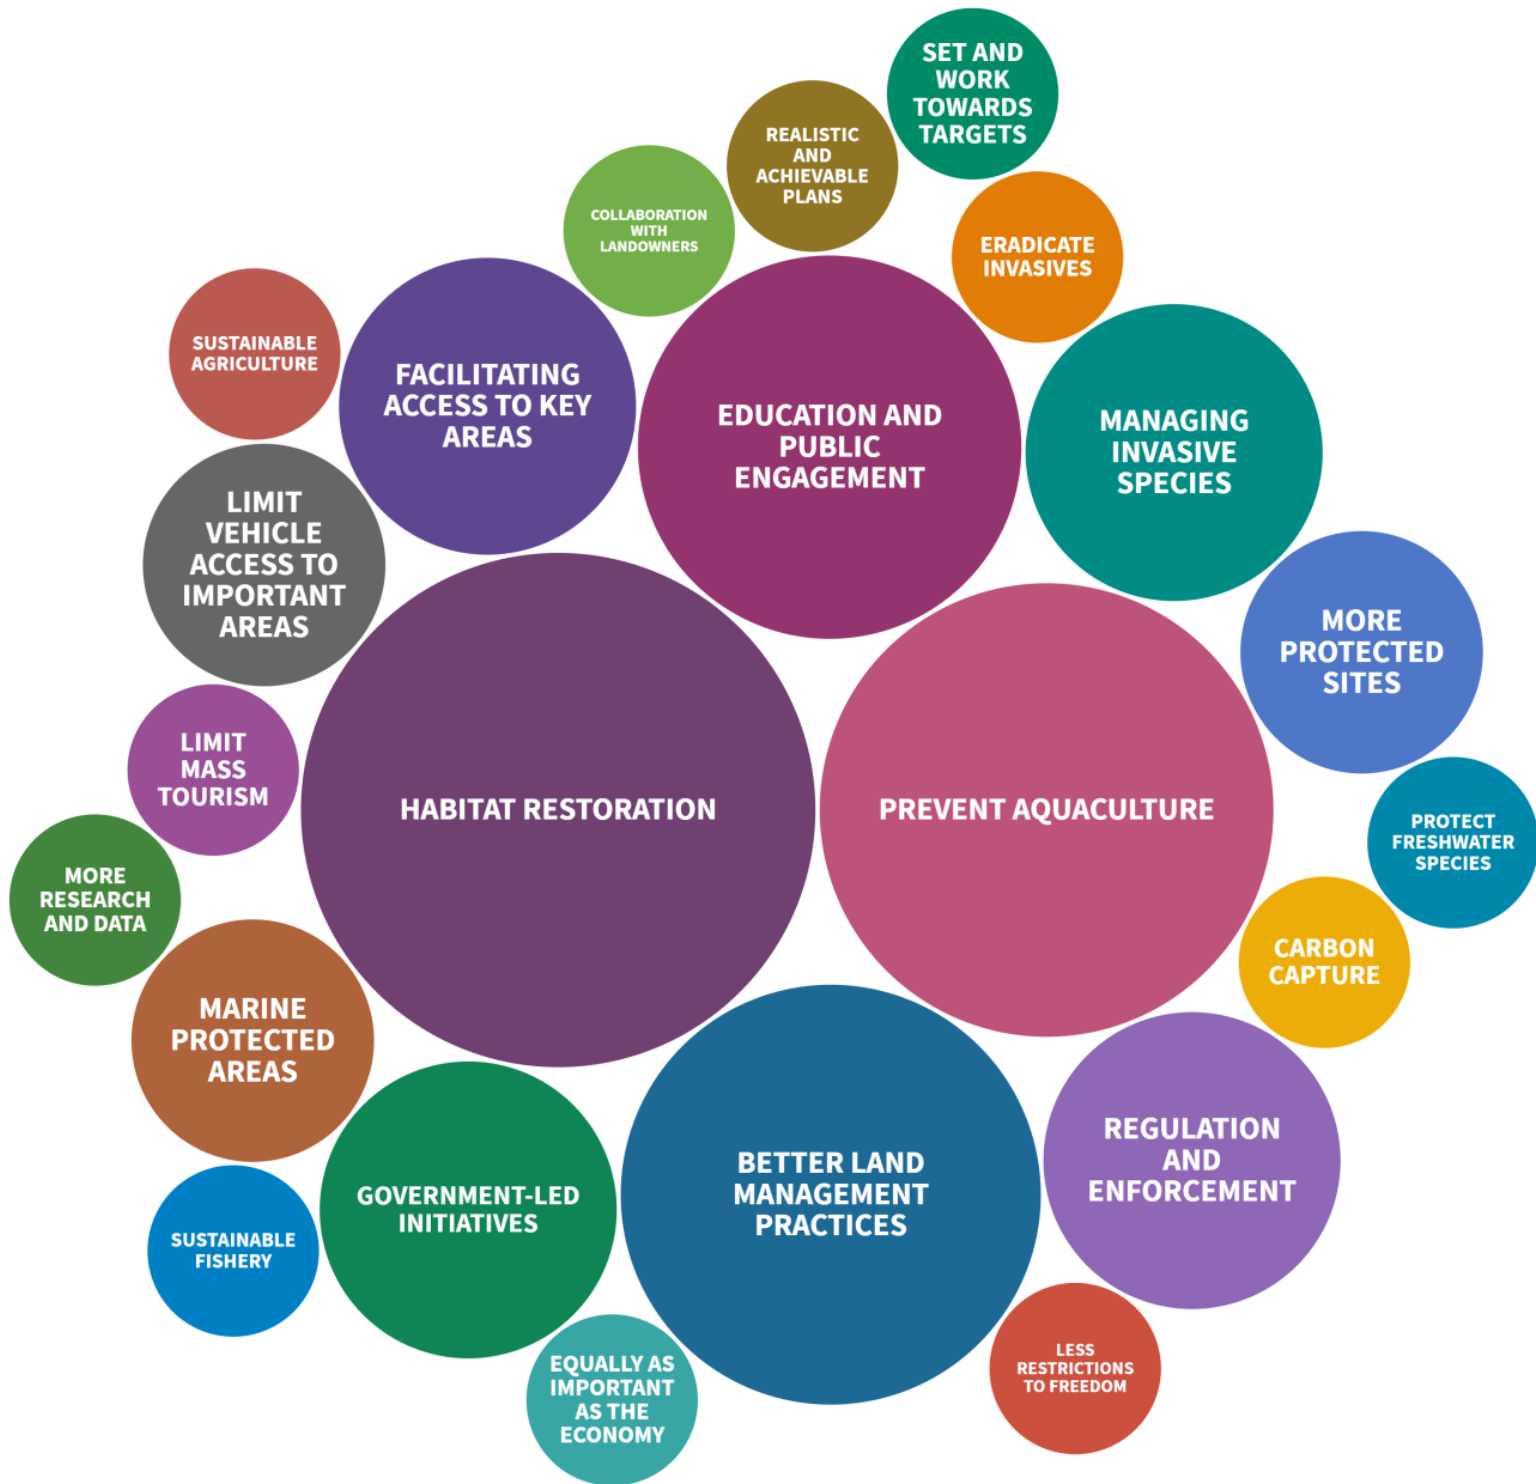 SET AND
WORK
TOWARDS
TARGETS
REALISTIC
AND
ACHIEVABLE
PLANS
COLLABORATION
WITH
LANDOWNERS
ERADICATE
INVASIVES
SUSTAINABLE
AGRICULTURE
FACILITATING
ACCESS TO KEY
AREAS
EDUCATION AND
PUBLIC
ENGAGEMENT
MANAGING
INVASIVE
SPECIES
LIMIT
VEHICLE
ACCESS TO
IMPORTANT
AREAS
MORE
PROTECTED
SITES
LIMIT
MASS
TOURISM
HABITAT RESTORATION
PREVENT AQUACULTURE
PROTECT
FRESHWATER
SPECIES
MORE
RESEARCH
AND DATA
CARBON
CAPTURE
MARINE
PROTECTED
AREAS
REGULATION
AND
ENFORCEMENT
BETTER LAND
MANAGEMENT
PRACTICES
GOVERNMENT-LED
INITIATIVES
SUSTAINABLE
FISHERY
LESS
RESTRICTIONS
TO FREEDOM
EQUALLY AS
IMPORTANT
AS THE
ECONOMY